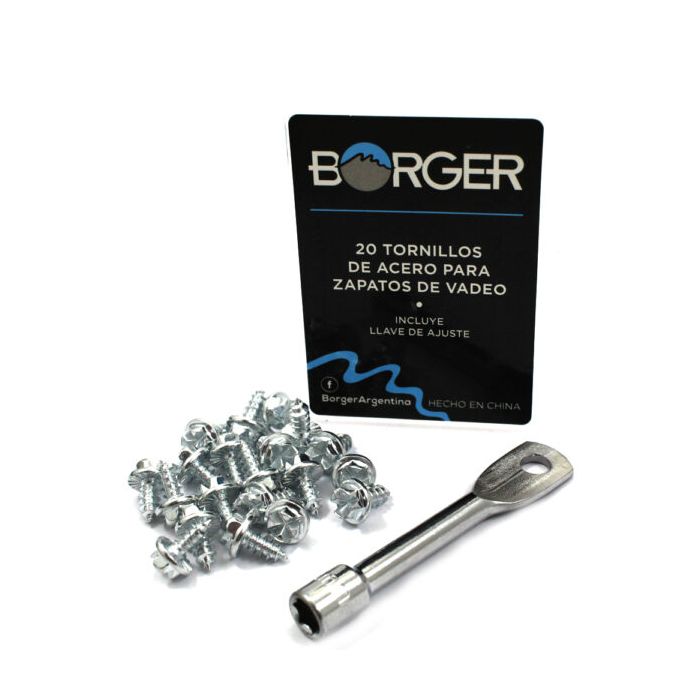 BORGER
20 TORNILLOS
DE ACERO PARA
ZAPATOS DE VADEO
INCLUYE
LLAVE DE AJUSTE
f
BorgerArgentina
HECHO EN CHINA